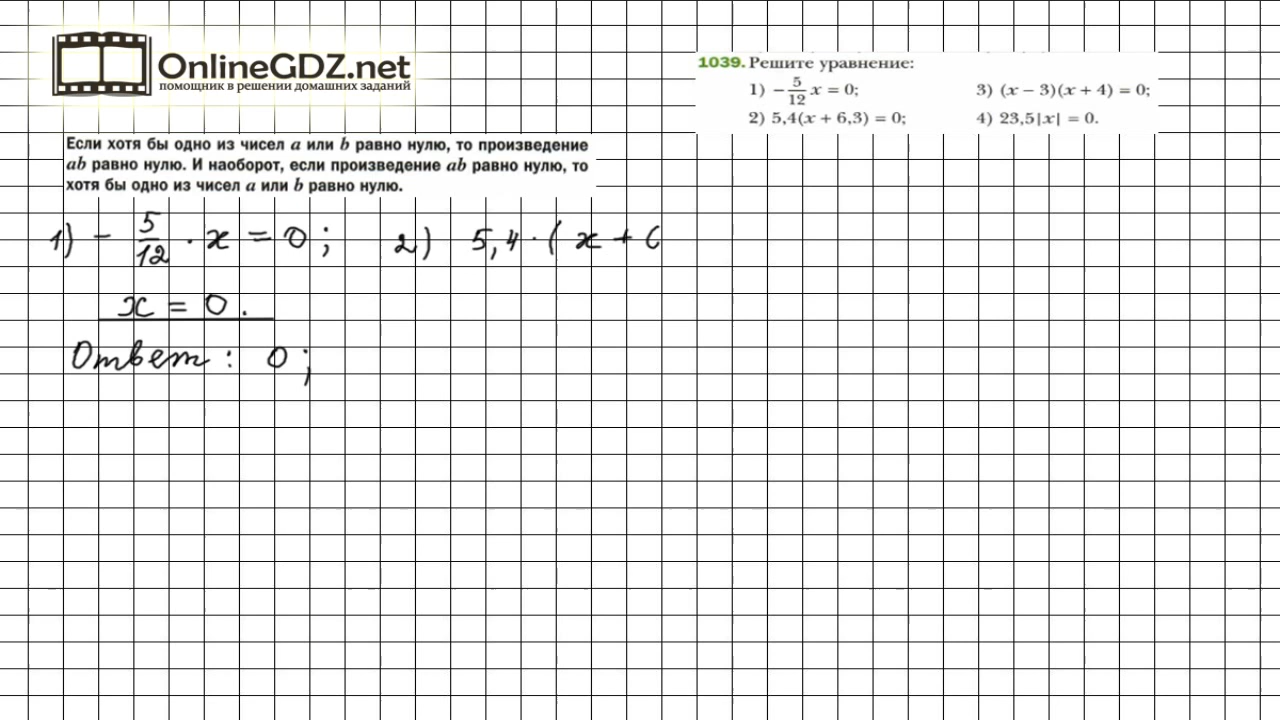 OnlineGDZ.net
помощник в решении домашних заданий
1039. Решите уравнение:
1) −5/12 x = 0;
3) (x − 3)(x + 4) = 0;
2) 5,4(x + 6,3) = 0;
4) 23,5|x| = 0.
Если хотя бы одно из чисел a или b равно нулю, то произведение
ab равно нулю. И наоборот, если произведение ab равно нулю, то
хотя бы одно из чисел a или b равно нулю.
1) − 5/12 · x = 0 ; 2) 5,4 · ( x + 
x = 0 .
Ответ : 0 ;